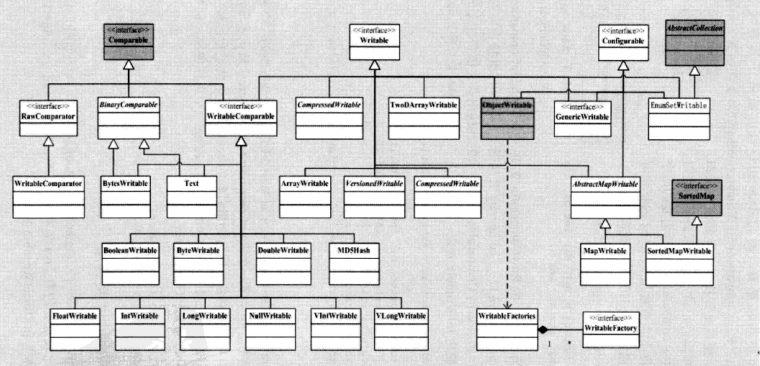 <<interface>>
Comparable
<<interface>>
Writable
<<interface>>
Configurable
AbstractCollection
<<interface>>
RawComparator
BinaryComparable
<<interface>>
WritableComparable
CompressedWritable
TwoDArrayWritable
ObjectWritable
<<interface>>
GenericWritable
EnumSetWritable
WritableComparator
BytesWritable
Text
ArrayWritable
VersionedWritable
CompressedWritable
AbstractMapWritable
<<interface>>
SortedMap
BooleanWritable
ByteWritable
DoubleWritable
MD5Hash
MapWritable
SortedMapWritable
FloatWritable
IntWritable
LongWritable
NullWritable
VIntWritable
VLongWritable
WritableFactories
<<interface>>
WritableFactory
1
*